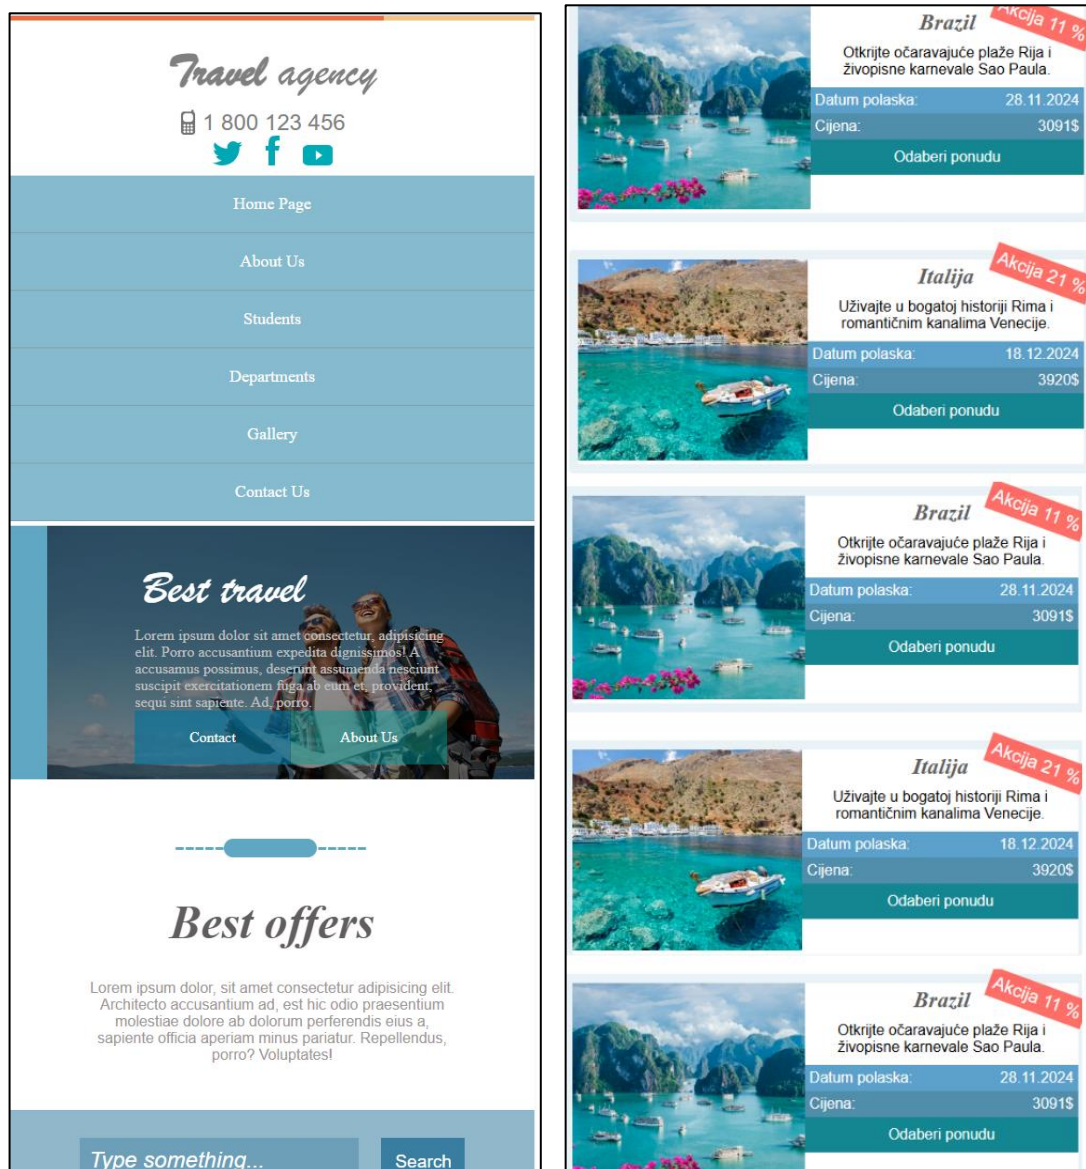 Travel agency
1 800 123 456
Home Page
About Us
Students
Departments
Gallery
Contact Us
Best travel
Lorem ipsum dolor sit amet consectetur, adipisicing
elit. Porro accusantium expedita dignissimos! A
accusamus possimus, deserunt assumenda nesciunt
suscipit exercitationem fuga ab eum et, provident,
sequi sint sapiente. Ad, porro.
Contact
About Us
Best offers
Lorem ipsum dolor, sit amet consectetur adipisicing elit.
Architecto accusantium ad, est hic odio praesentium
molestiae dolore ab dolorum perferendis eius a,
sapiente officia aperiam minus pariatur. Repellendus,
porro? Voluptates!
Type something...
Search
Brazil
Akcija 11 %
Otkrijte očaravajuće plaže Rija i
živopisne karnevale Sao Paula.
Datum polaska: 28.11.2024
Cijena: 3091$
Odaberi ponudu
Italija
Akcija 21 %
Uživajte u bogatoj historiji Rima i
romantičnim kanalima Venecije.
Datum polaska: 18.12.2024
Cijena: 3920$
Odaberi ponudu
Brazil
Akcija 11 %
Otkrijte očaravajuće plaže Rija i
živopisne karnevale Sao Paula.
Datum polaska: 28.11.2024
Cijena: 3091$
Odaberi ponudu
Italija
Akcija 21 %
Uživajte u bogatoj historiji Rima i
romantičnim kanalima Venecije.
Datum polaska: 18.12.2024
Cijena: 3920$
Odaberi ponudu
Brazil
Akcija 11 %
Otkrijte očaravajuće plaže Rija i
živopisne karnevale Sao Paula.
Datum polaska: 28.11.2024
Cijena: 3091$
Odaberi ponudu